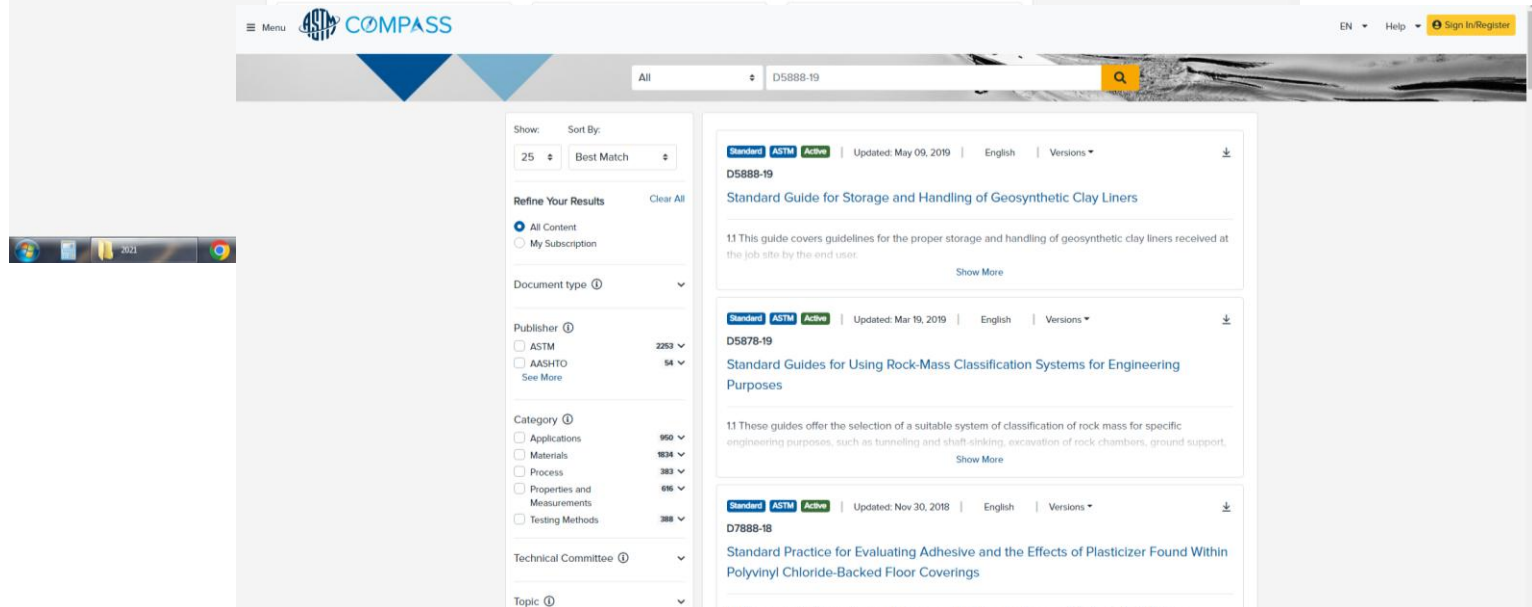 Menu
ASTM COMPASS
EN
Help
Sign In/Register
All
D5888-19
Show: Sort By:
25 Best Match
Refine Your Results Clear All
All Content
My Subscription
Document type
Publisher
ASTM 2253
AASHTO 54
See More
Category
Applications 950
Materials 1834
Process 383
Properties and 616
Measurements
Testing Methods 388
Technical Committee
Topic
Standard ASTM Active | Updated: May 09, 2019 | English | Versions
D5888-19
Standard Guide for Storage and Handling of Geosynthetic Clay Liners
1.1 This guide covers guidelines for the proper storage and handling of geosynthetic clay liners received at
the job site by the end user.
Show More
Standard ASTM Active | Updated: Mar 19, 2019 | English | Versions
D5878-19
Standard Guides for Using Rock-Mass Classification Systems for Engineering
Purposes
1.1 These guides offer the selection of a suitable system of classification of rock mass for specific
engineering purposes, such as tunneling and shaft-sinking, excavation of rock chambers, ground support,
Show More
Standard ASTM Active | Updated: Nov 30, 2018 | English | Versions
D7888-18
Standard Practice for Evaluating Adhesive and the Effects of Plasticizer Found Within
Polyvinyl Chloride-Backed Floor Coverings
2021